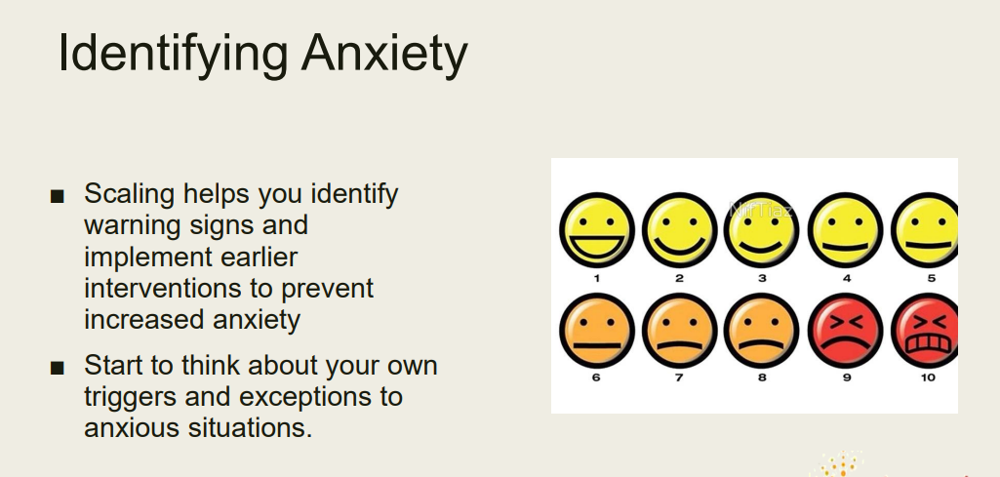 Identifying Anxiety
■ Scaling helps you identify
warning signs and
implement earlier
interventions to prevent
increased anxiety
■ Start to think about your own
triggers and exceptions to
anxious situations.
1 2 3 4 5
6 7 8 9 10